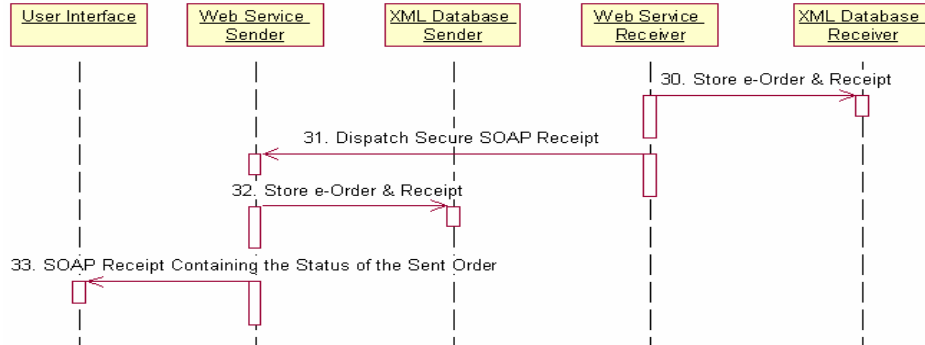 User Interface
Web Service
Sender
XML Database
Sender
Web Service
Receiver
XML Database
Receiver
30. Store e-Order & Receipt
31. Dispatch Secure SOAP Receipt
32. Store e-Order & Receipt
33. SOAP Receipt Containing the Status of the Sent Order